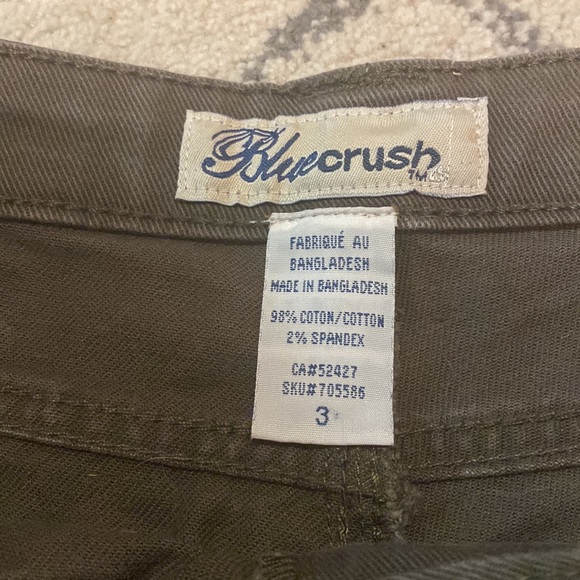 Bluecrush TM
FABRIQUÉ AU
BANGLADESH
MADE IN BANGLADESH
98% COTON/COTTON
2% SPANDEX
CA#52427
SKU#705586
3